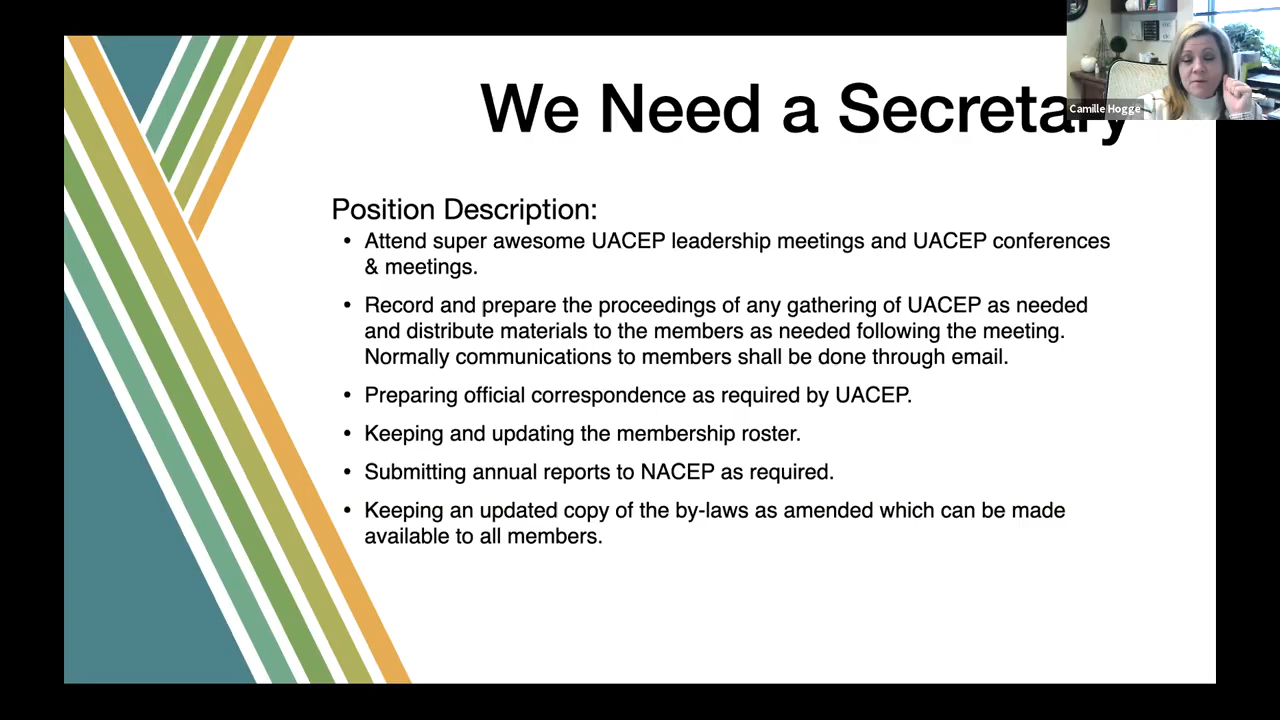 We Need a Secretary
Camille Hogge
Position Description:
• Attend super awesome UACEP leadership meetings and UACEP conferences
& meetings.
• Record and prepare the proceedings of any gathering of UACEP as needed
and distribute materials to the members as needed following the meeting.
Normally communications to members shall be done through email.
• Preparing official correspondence as required by UACEP.
• Keeping and updating the membership roster.
• Submitting annual reports to NACEP as required.
• Keeping an updated copy of the by-laws as amended which can be made
available to all members.